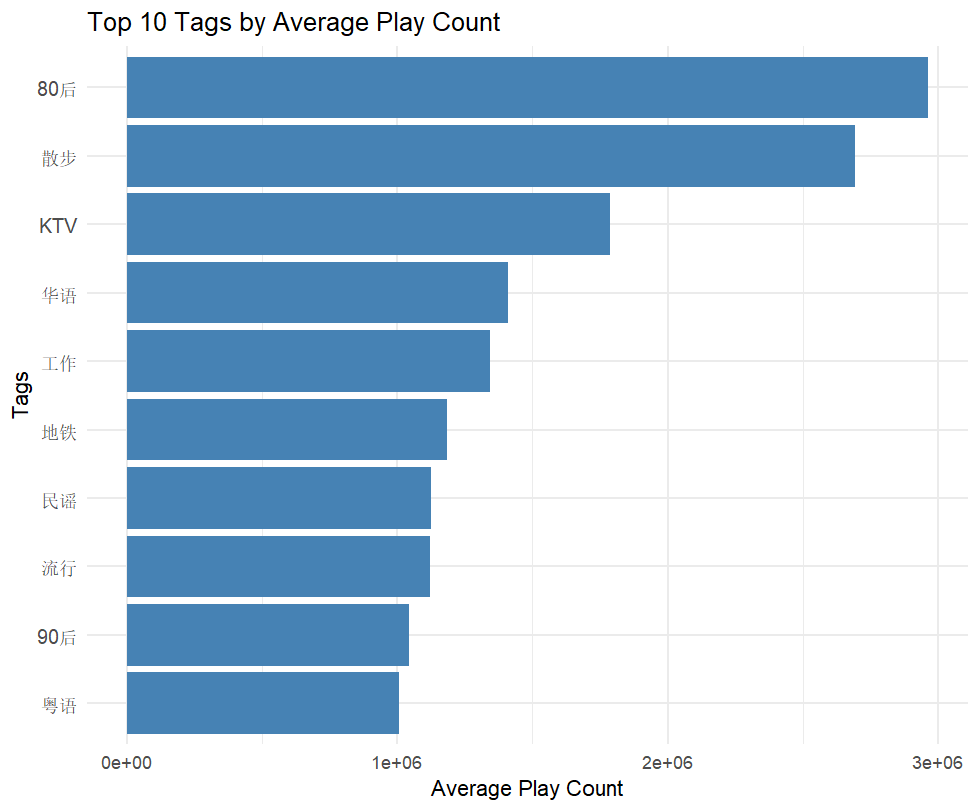 Top 10 Tags by Average Play Count
80后
散步
KTV
华语
工作
地铁
民谣
流行
90后
粤语
Tags
0e+00 1e+06 2e+06 3e+06
Average Play Count